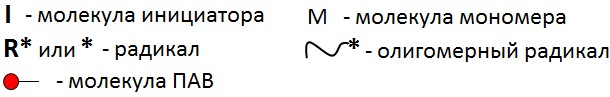 I - молекула инициатора
M - молекула мономера
R* или * - радикал
* - олигомерный радикал
- молекула ПАВ